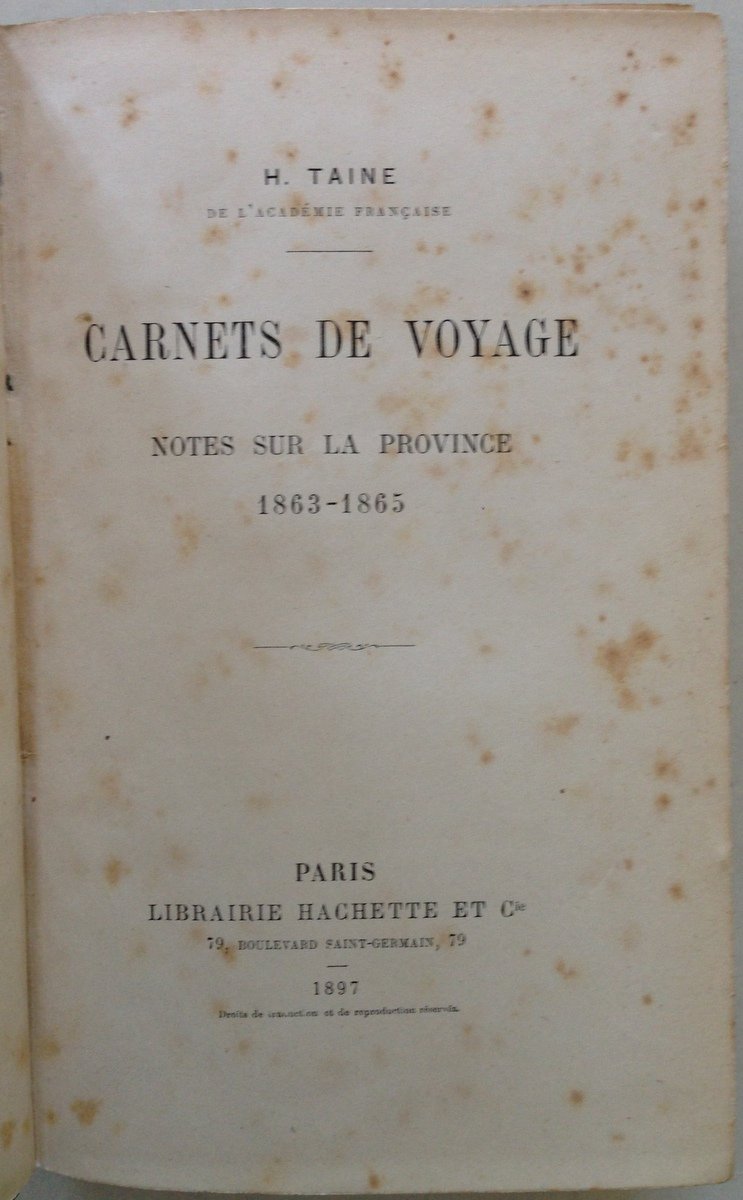 H. TAINE
DE L'ACADÉMIE FRANÇAISE
CARNETS DE VOYAGE
NOTES SUR LA PROVINCE
1863-1865
PARIS
LIBRAIRIE HACHETTE ET Cie
79, BOULEVARD SAINT-GERMAIN, 79
1897
Droits de traduction et de reproduction réservés.